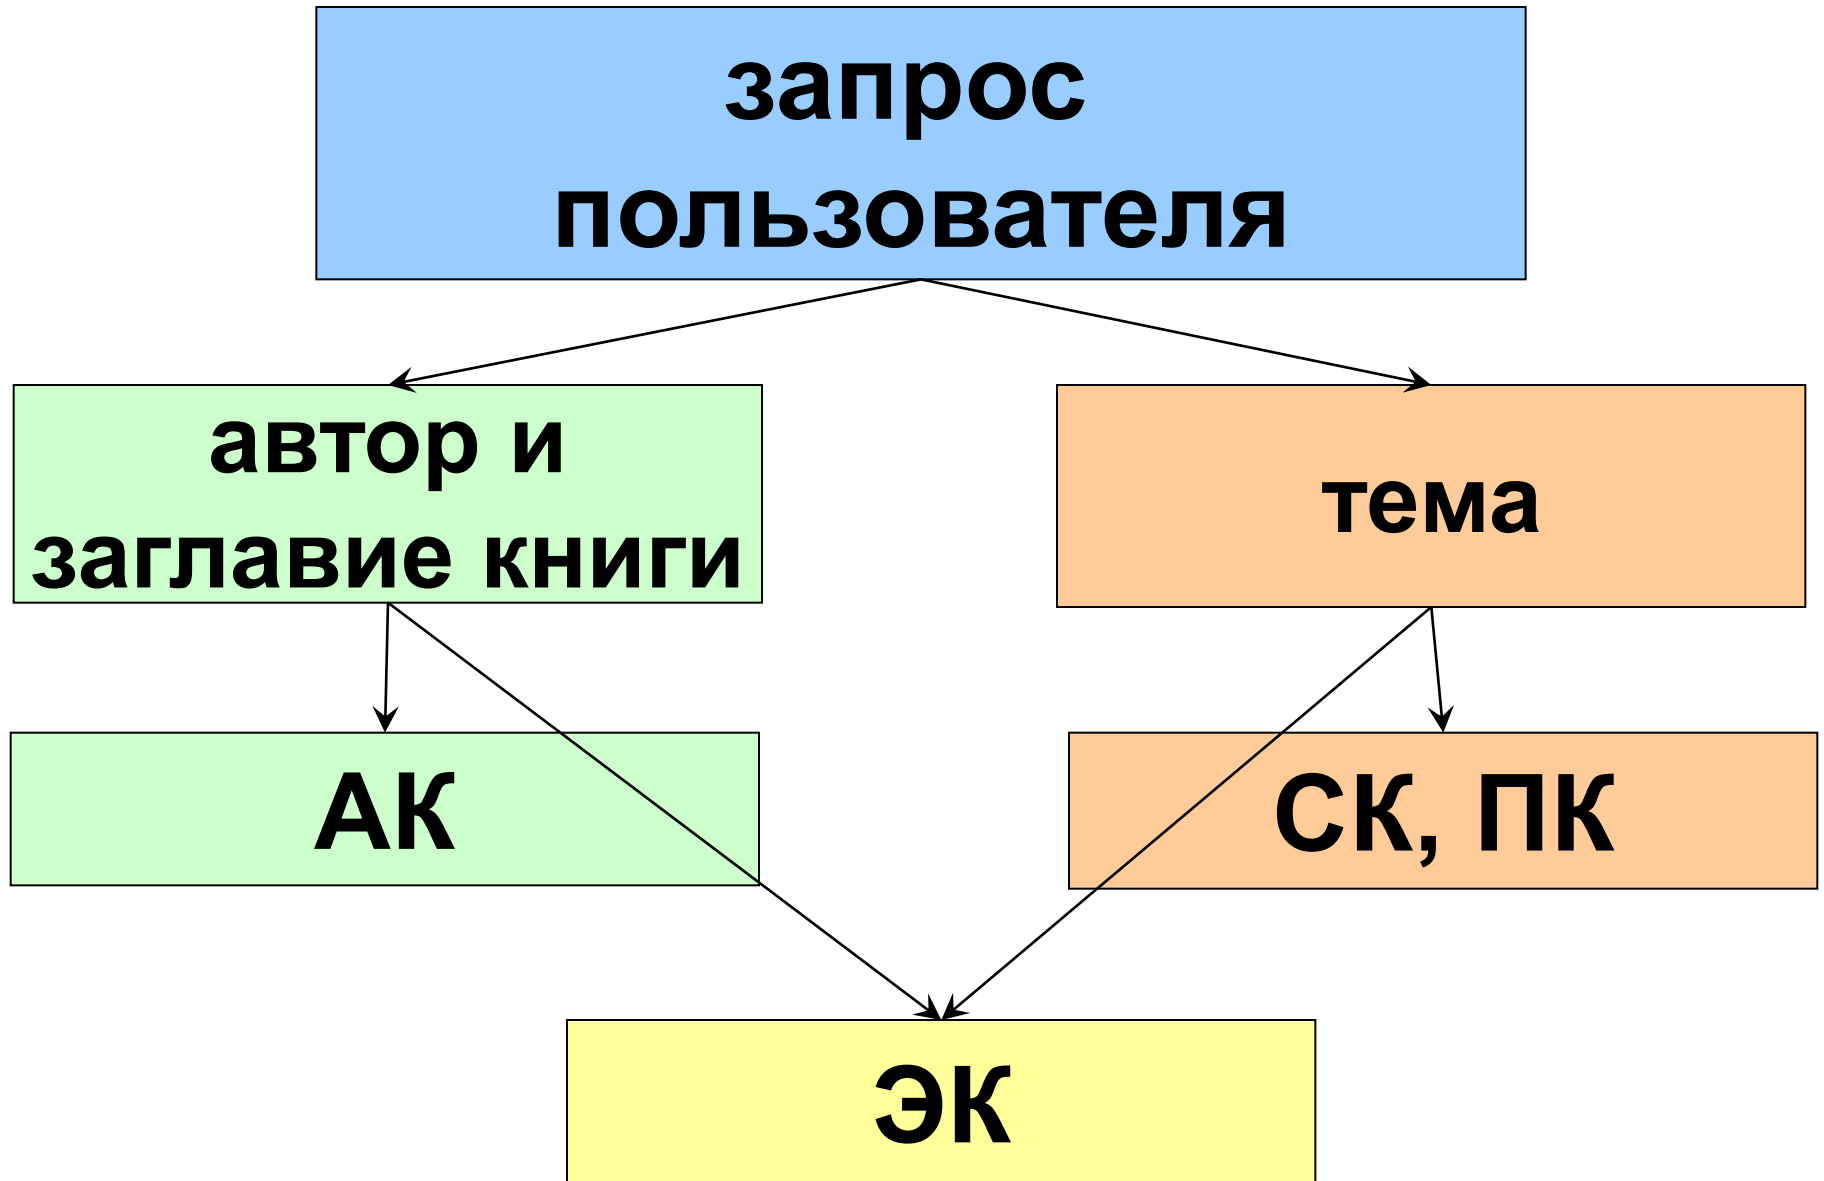 запрос
пользователя
автор и
заглавие книги
тема
АК
СК, ПК
ЭК